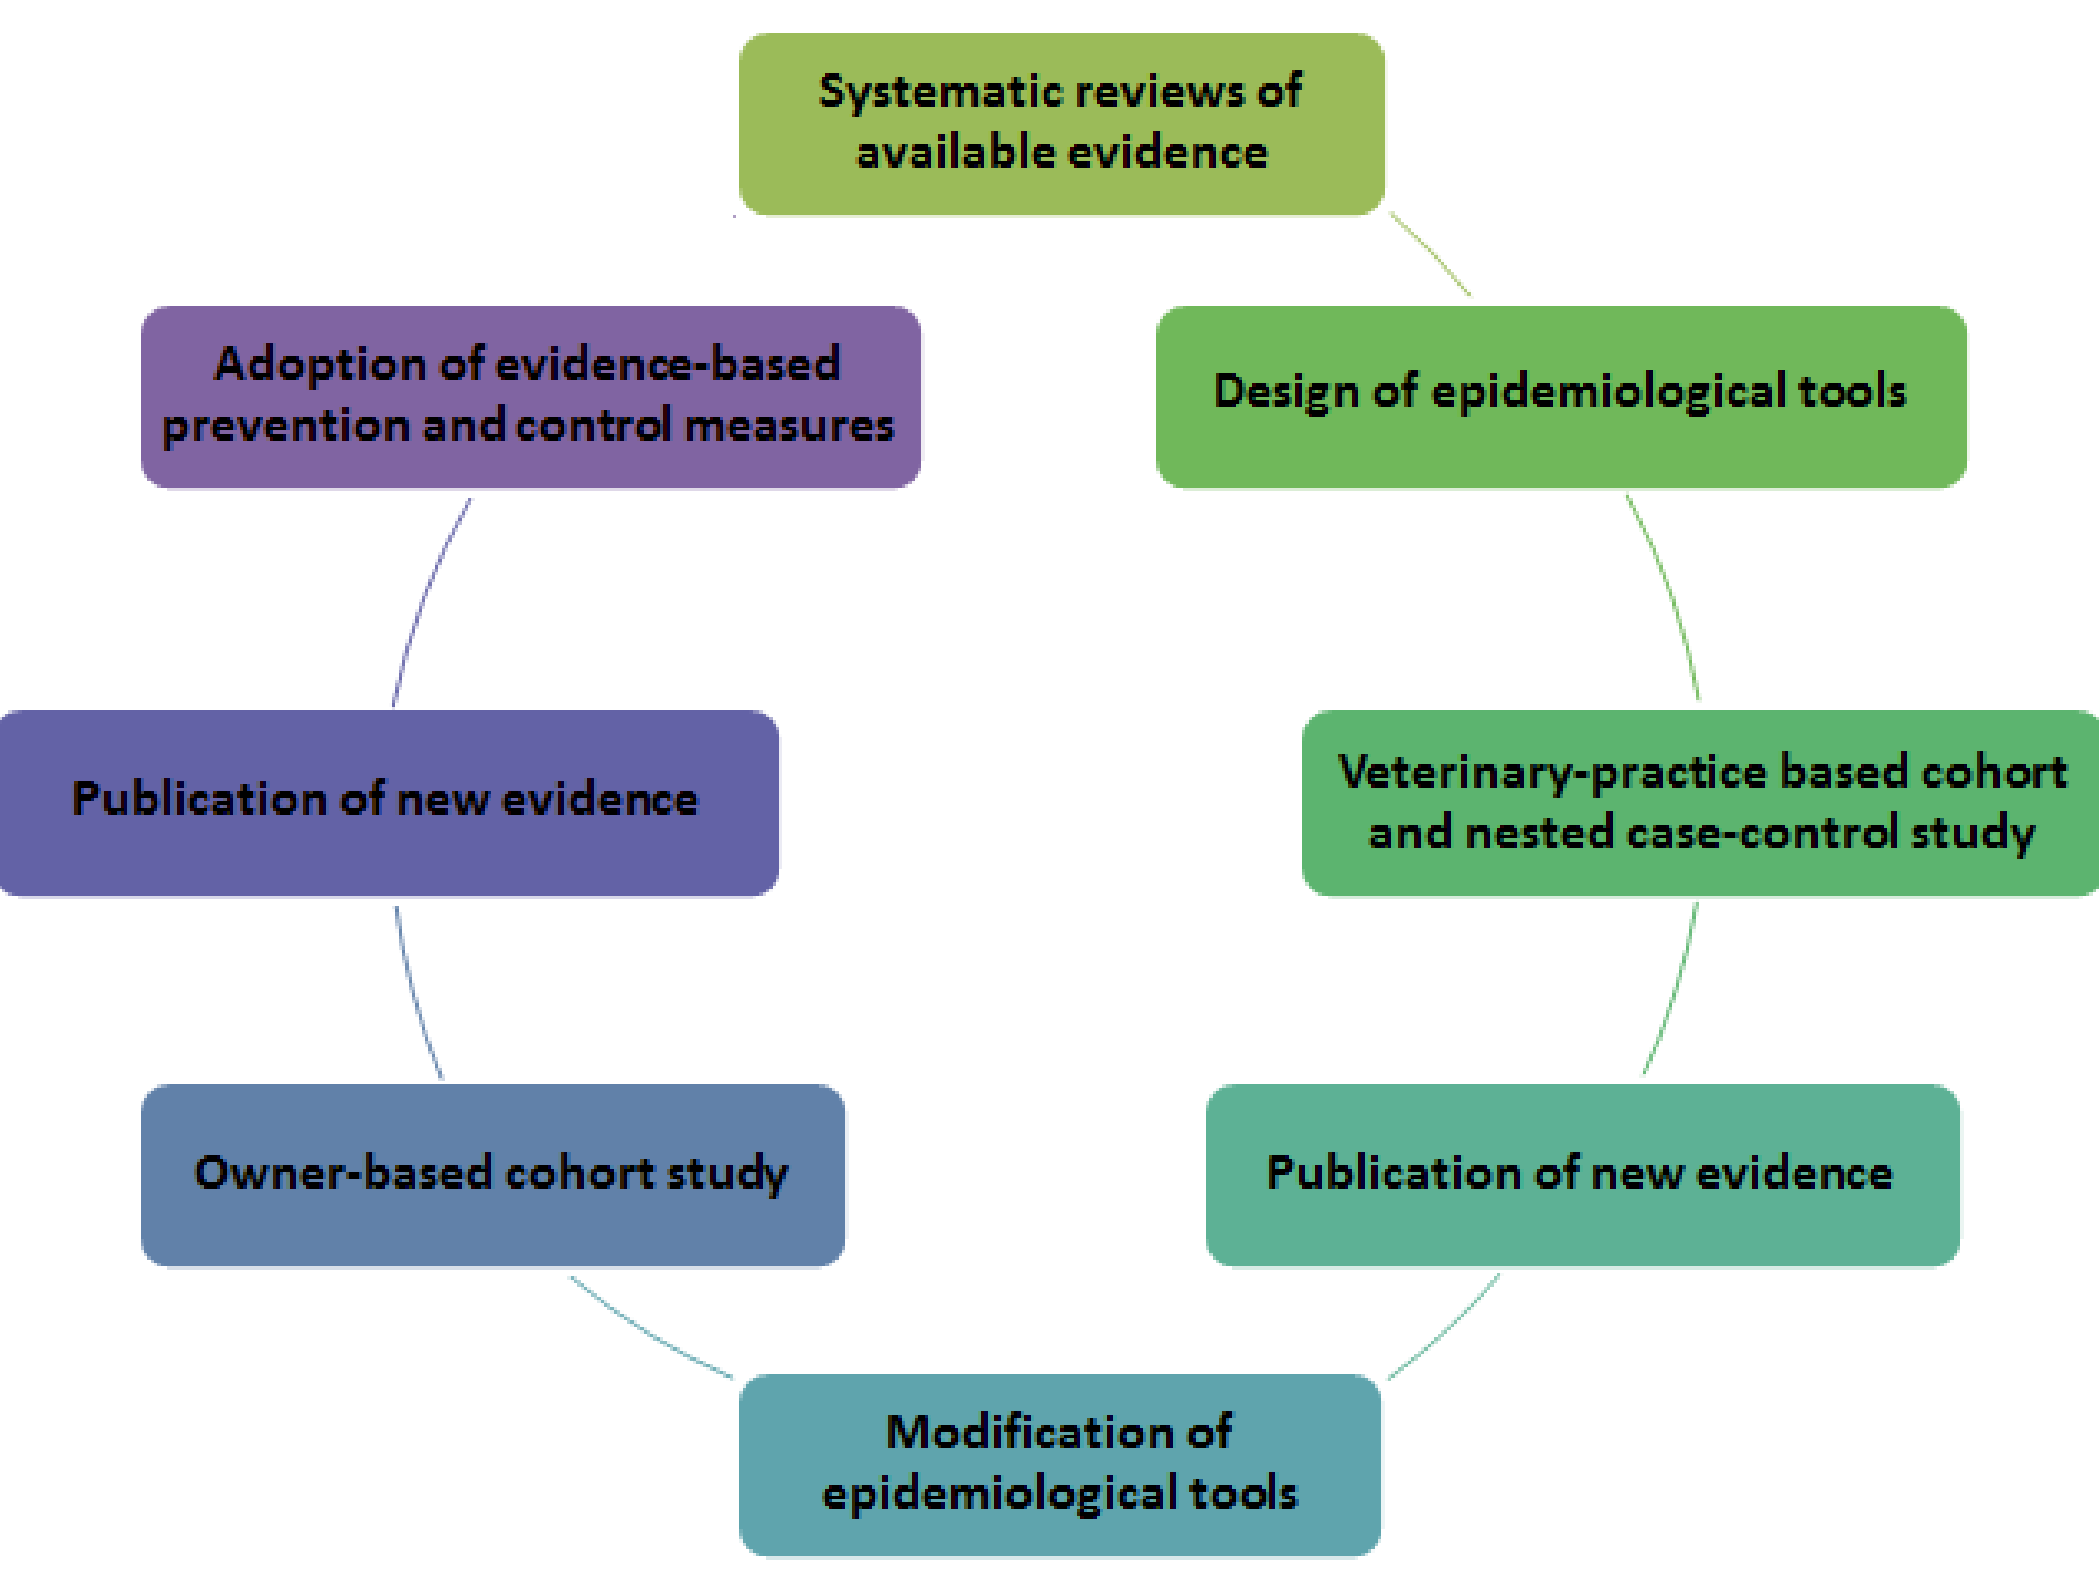 Systematic reviews of
available evidence
Design of epidemiological tools
Veterinary-practice based cohort
and nested case-control study
Publication of new evidence
Modification of
epidemiological tools
Owner-based cohort study
Publication of new evidence
Adoption of evidence-based
prevention and control measures